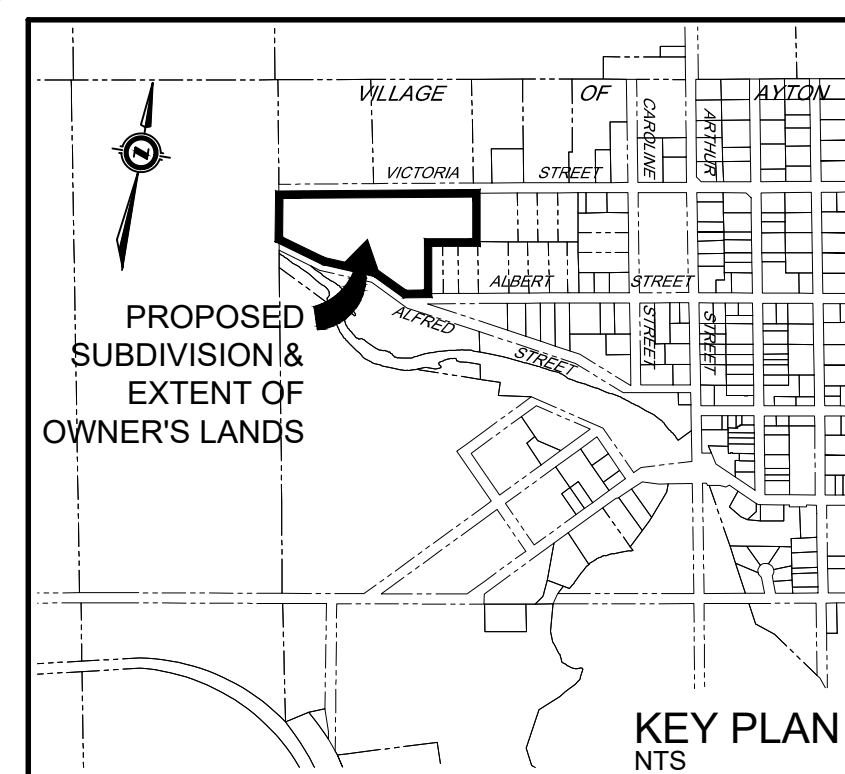 VILLAGE OF AYTON
VICTORIA STREET
CAROLINE STREET
ARTHUR STREET
ALBERT STREET
ALFRED STREET
PROPOSED
SUBDIVISION &
EXTENT OF
OWNER'S LANDS
Z
KEY PLAN
NTS